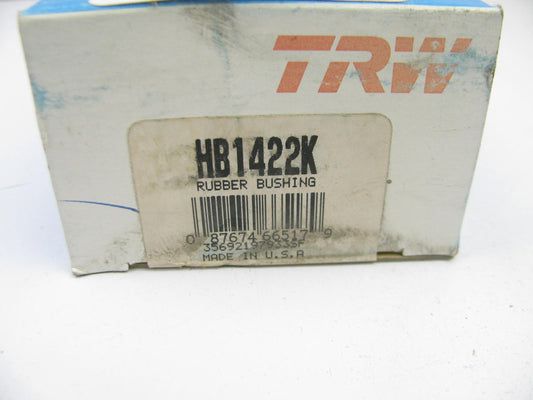 TRW
HB1422K
RUBBER BUSHING
0 87674 66517 9
MADE IN U.S.A